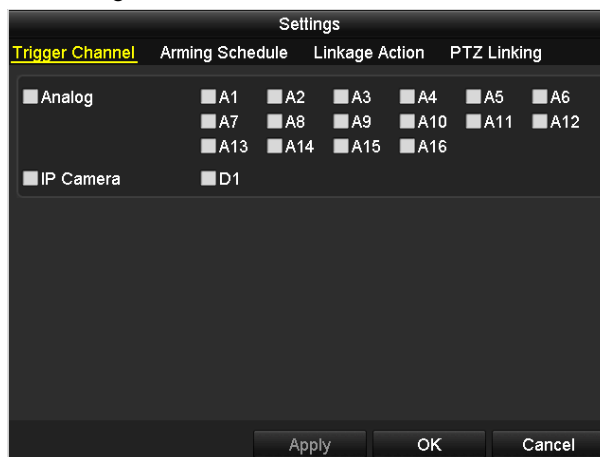 Settings
Trigger Channel Arming Schedule Linkage Action PTZ Linking
Analog A1 A2 A3 A4 A5 A6
A7 A8 A9 A10 A11 A12
A13 A14 A15 A16
IP Camera D1
Apply OK Cancel